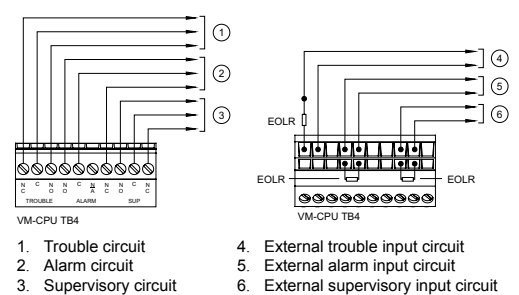 1
2
3
4
5
6
EOLR
EOLR
EOLR
N C C N O N O C N A N C N O C N C
TROUBLE ALARM SUP
VM-CPU TB4
VM-CPU TB4
1. Trouble circuit
2. Alarm circuit
3. Supervisory circuit
4. External trouble input circuit
5. External alarm input circuit
6. External supervisory input circuit